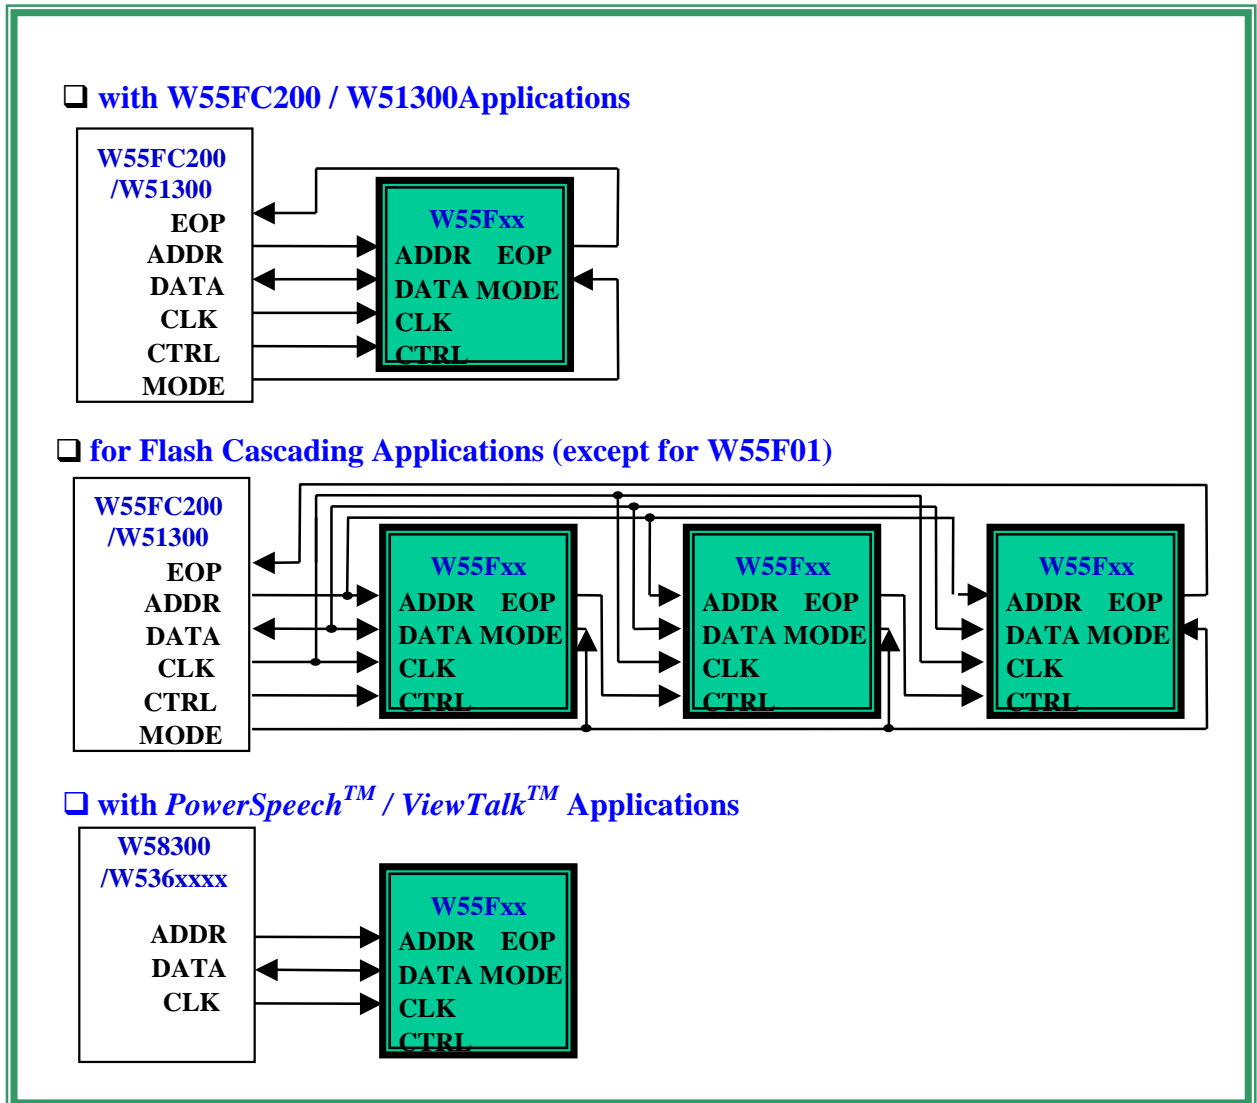 ❑ with W55FC200 / W51300Applications
W55FC200
/W51300
EOP
ADDR
DATA
CLK
CTRL
MODE
W55Fxx
ADDR EOP
DATA MODE
CLK
CTRL
❑ for Flash Cascading Applications (except for W55F01)
W55FC200
/W51300
EOP
ADDR
DATA
CLK
CTRL
MODE
W55Fxx
ADDR EOP
DATA MODE
CLK
CTRL
W55Fxx
ADDR EOP
DATA MODE
CLK
CTRL
W55Fxx
ADDR EOP
DATA MODE
CLK
CTRL
❑ with PowerSpeech™ / ViewTalk™ Applications
W58300
/W536xxxx
ADDR
DATA
CLK
W55Fxx
ADDR EOP
DATA MODE
CLK
CTRL